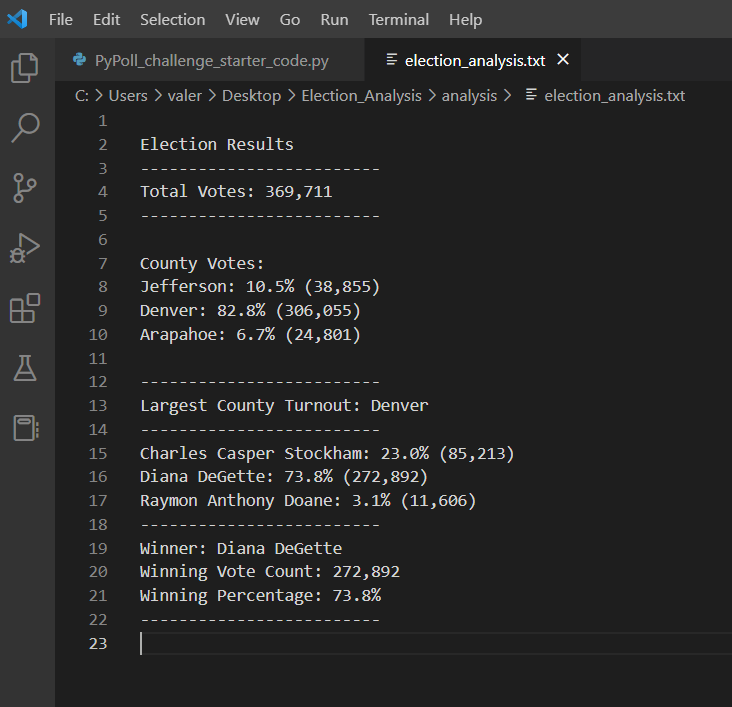 File Edit Selection View Go Run Terminal Help
PyPoll_challenge_starter_code.py election_analysis.txt
C: > Users > valer > Desktop > Election_Analysis > analysis > election_analysis.txt
1
2 Election Results
3 -------------------------
4 Total Votes: 369,711
5 -------------------------
6
7 County Votes:
8 Jefferson: 10.5% (38,855)
9 Denver: 82.8% (306,055)
10 Arapahoe: 6.7% (24,801)
11
12 -------------------------
13 Largest County Turnout: Denver
14 -------------------------
15 Charles Casper Stockham: 23.0% (85,213)
16 Diana DeGette: 73.8% (272,892)
17 Raymon Anthony Doane: 3.1% (11,606)
18 -------------------------
19 Winner: Diana DeGette
20 Winning Vote Count: 272,892
21 Winning Percentage: 73.8%
22 -------------------------
23